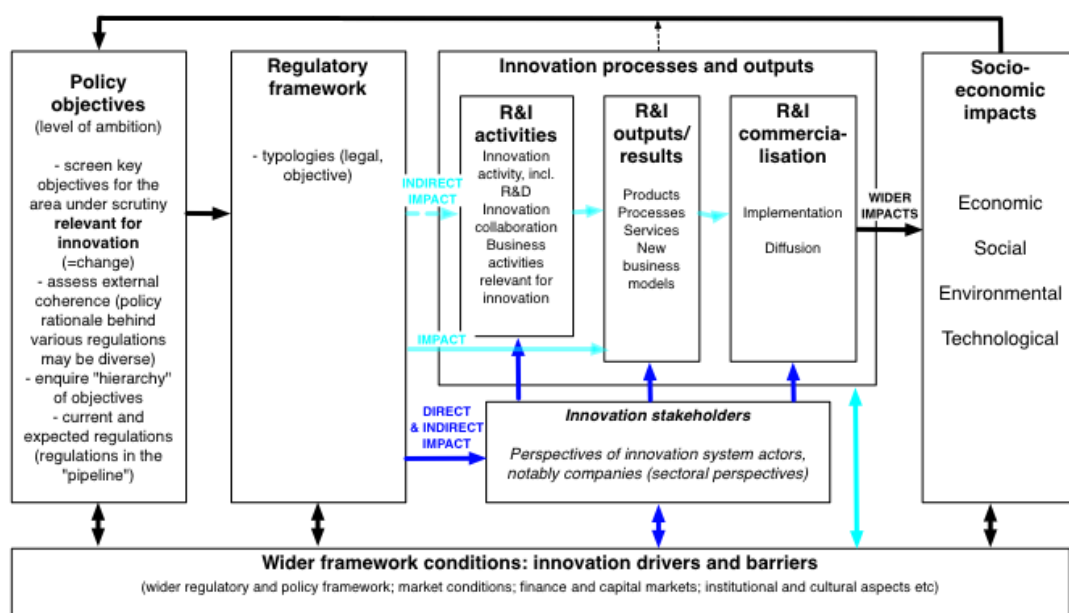 Policy
objectives
(level of ambition)
- screen key
objectives for the
area under scrutiny
relevant for
innovation
(=change)
- assess external
coherence (policy
rationale behind
various regulations
may be diverse)
- enquire "hierarchy"
of objectives
- current and
expected regulations
(regulations in the
"pipeline")
Regulatory
framework
- typologies (legal,
objective)
INDIRECT
IMPACT
IMPACT
DIRECT
& INDIRECT
IMPACT
Innovation processes and outputs
R&I
activities
Innovation
activity, incl.
R&D
Innovation
collaboration
Business
activities
relevant for
innovation
R&I
outputs/
results
Products
Processes
Services
New
business
models
R&I
commercia-
lisation
Implementation
Diffusion
WIDER
IMPACTS
Innovation stakeholders
Perspectives of innovation system actors,
notably companies (sectoral perspectives)
Socio-
economic
impacts
Economic
Social
Environmental
Technological
Wider framework conditions: innovation drivers and barriers
(wider regulatory and policy framework; market conditions; finance and capital markets; institutional and cultural aspects etc)